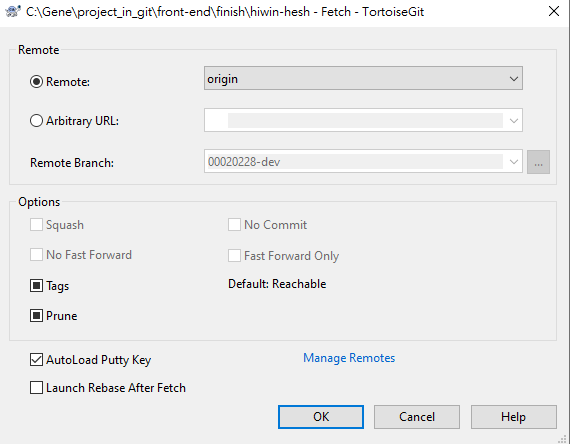 C:\Gene\project_in_git\front-end\finish\hiwin-hesh - Fetch - TortoiseGit
Remote
Remote:
origin
Arbitrary URL:
Remote Branch:
00020228-dev
...
Options
Squash
No Commit
No Fast Forward
Fast Forward Only
Tags
Default: Reachable
Prune
AutoLoad Putty Key
Manage Remotes
Launch Rebase After Fetch
OK
Cancel
Help